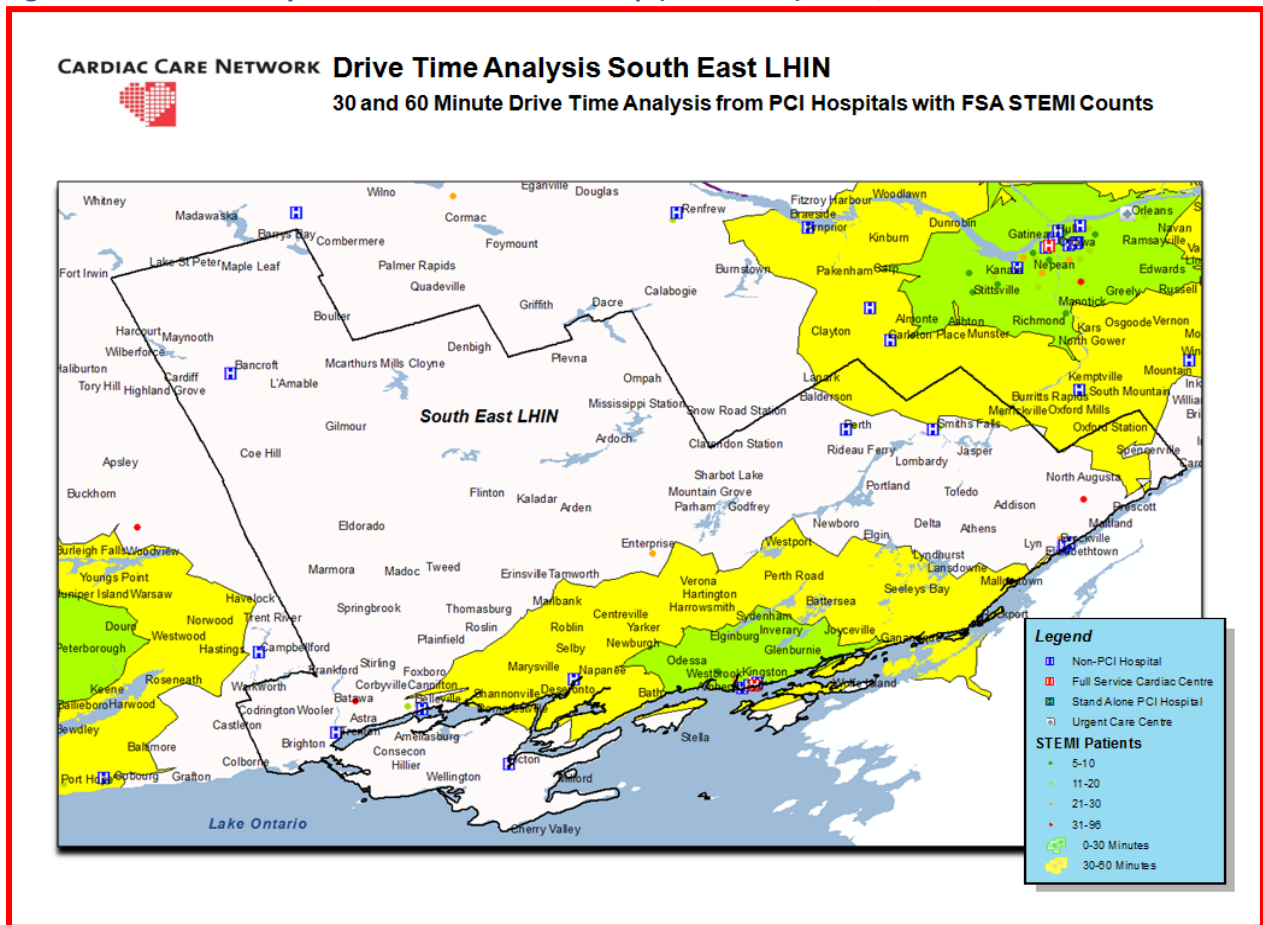 CARDIAC CARE NETWORK
Drive Time Analysis South East LHIN
30 and 60 Minute Drive Time Analysis from PCI Hospitals with FSA STEMI Counts
Whitney
Wilno
Eganville
Douglas
Madawaska
Cormac
Renfrew
Fitzroy Harbour
Woodlawn
Braeside
Orleans
Barrys Bay
Combermere
Foymount
Kinburn
Dunrobin
Navan
Ramsayville
Fort Irwin
Lake St Peter
Maple Leaf
Palmer Rapids
Burnstown
Pakenham
Carp
Nepean
Edwards
Quadeville
Calabogie
Stittsville
Greely
Russell
Boulter
Griffith
Dacre
Manotick
Harcourt
Maynooth
Clayton
Almonte
Ashton
Richmond
Kars
Osgoode
Vernon
Wilberforce
Denbigh
Plevna
Carleton Place
Munster
North Gower
Bancroft
Mcarthurs Mills
Cloyne
Cardiff
Tory Hill
Highland Grove
L'Amable
Ompah
Lanark
Kemptville
Mountain
South Mountain
Balderson
Burritts Rapids
South East LHIN
Mississippi Station
Snow Road Station
Merrickville
Oxford Mills
Gilmour
Ardoch
Perth
Smiths Falls
Oxford Station
Coe Hill
Clarendon Station
Rideau Ferry
Jasper
Spencerville
Apsley
Lombardy
Sharbot Lake
North Augusta
Buckhorn
Flinton
Kaladar
Mountain Grove
Portland
Toledo
Arden
Parham
Godfrey
Addison
Prescott
Eldorado
Newboro
Delta
Athens
Maitland
Enterprise
Westport
Elgin
Lyn
Brockville
Elizabethtown
Burleigh Falls
Woodview
Lyndhurst
Youngs Point
Marmora
Madoc
Tweed
Erinsville
Tamworth
Verona
Perth Road
Lansdowne
Mallorytown
Juniper Island
Warsaw
Havelock
Hartington
Seeleys Bay
Springbrook
Thomasburg
Marlbank
Harrowsmith
Battersea
Rockport
Douro
Norwood
Trent River
Centreville
Sydenham
Westwood
Roslin
Roblin
Yarker
Elginburg
Inverary
Joyceville
Peterborough
Hastings
Campbellford
Plainfield
Selby
Newburgh
Glenburnie
Stirling
Marysville
Napanee
Odessa
Keene
Roseneath
Frankford
Foxboro
Westbrook
Kingston
Warkworth
Corbyville
Cannifton
Shannonville
Deseronto
Bath
Wolfe Island
Harwood
Batawa
Belleville
Codrington
Wooler
Astra
Castleton
Trenton
Ameliasburg
Stella
Baltimore
Brighton
Consecon
Colborne
Hillier
Picton
Port Hope
Cobourg
Grafton
Wellington
Milford
Lake Ontario
Cherry Valley
Legend
Non-PCI Hospital
Full Service Cardiac Centre
Stand Alone PCI Hospital
Urgent Care Centre
STEMI Patients
5-10
11-20
21-30
31-96
0-30 Minutes
30-60 Minutes